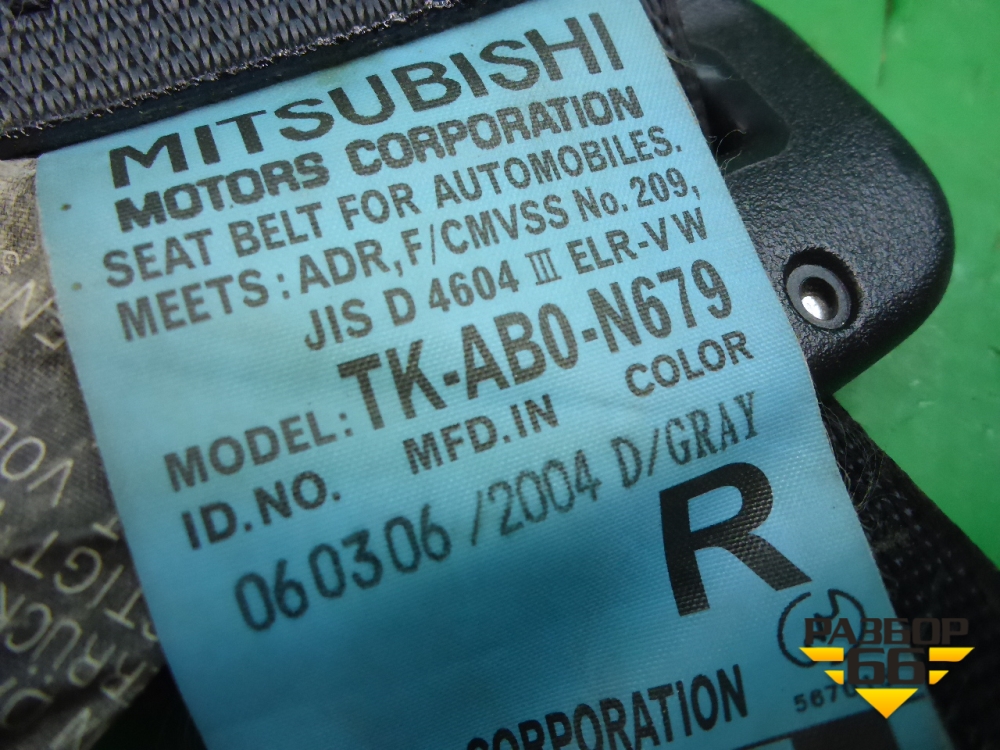 MITSUBISHI
MOTORS CORPORATION
SEAT BELT FOR AUTOMOBILES.
MEETS: ADR, F/CMVSS No. 209,
JIS D 4604 III ELR-VW
MODEL: TK-AB0-N679
ID.NO. MFD.IN COLOR
060306 /2004 D/GRAY
R
РАЗБОР
66
CORPORATION